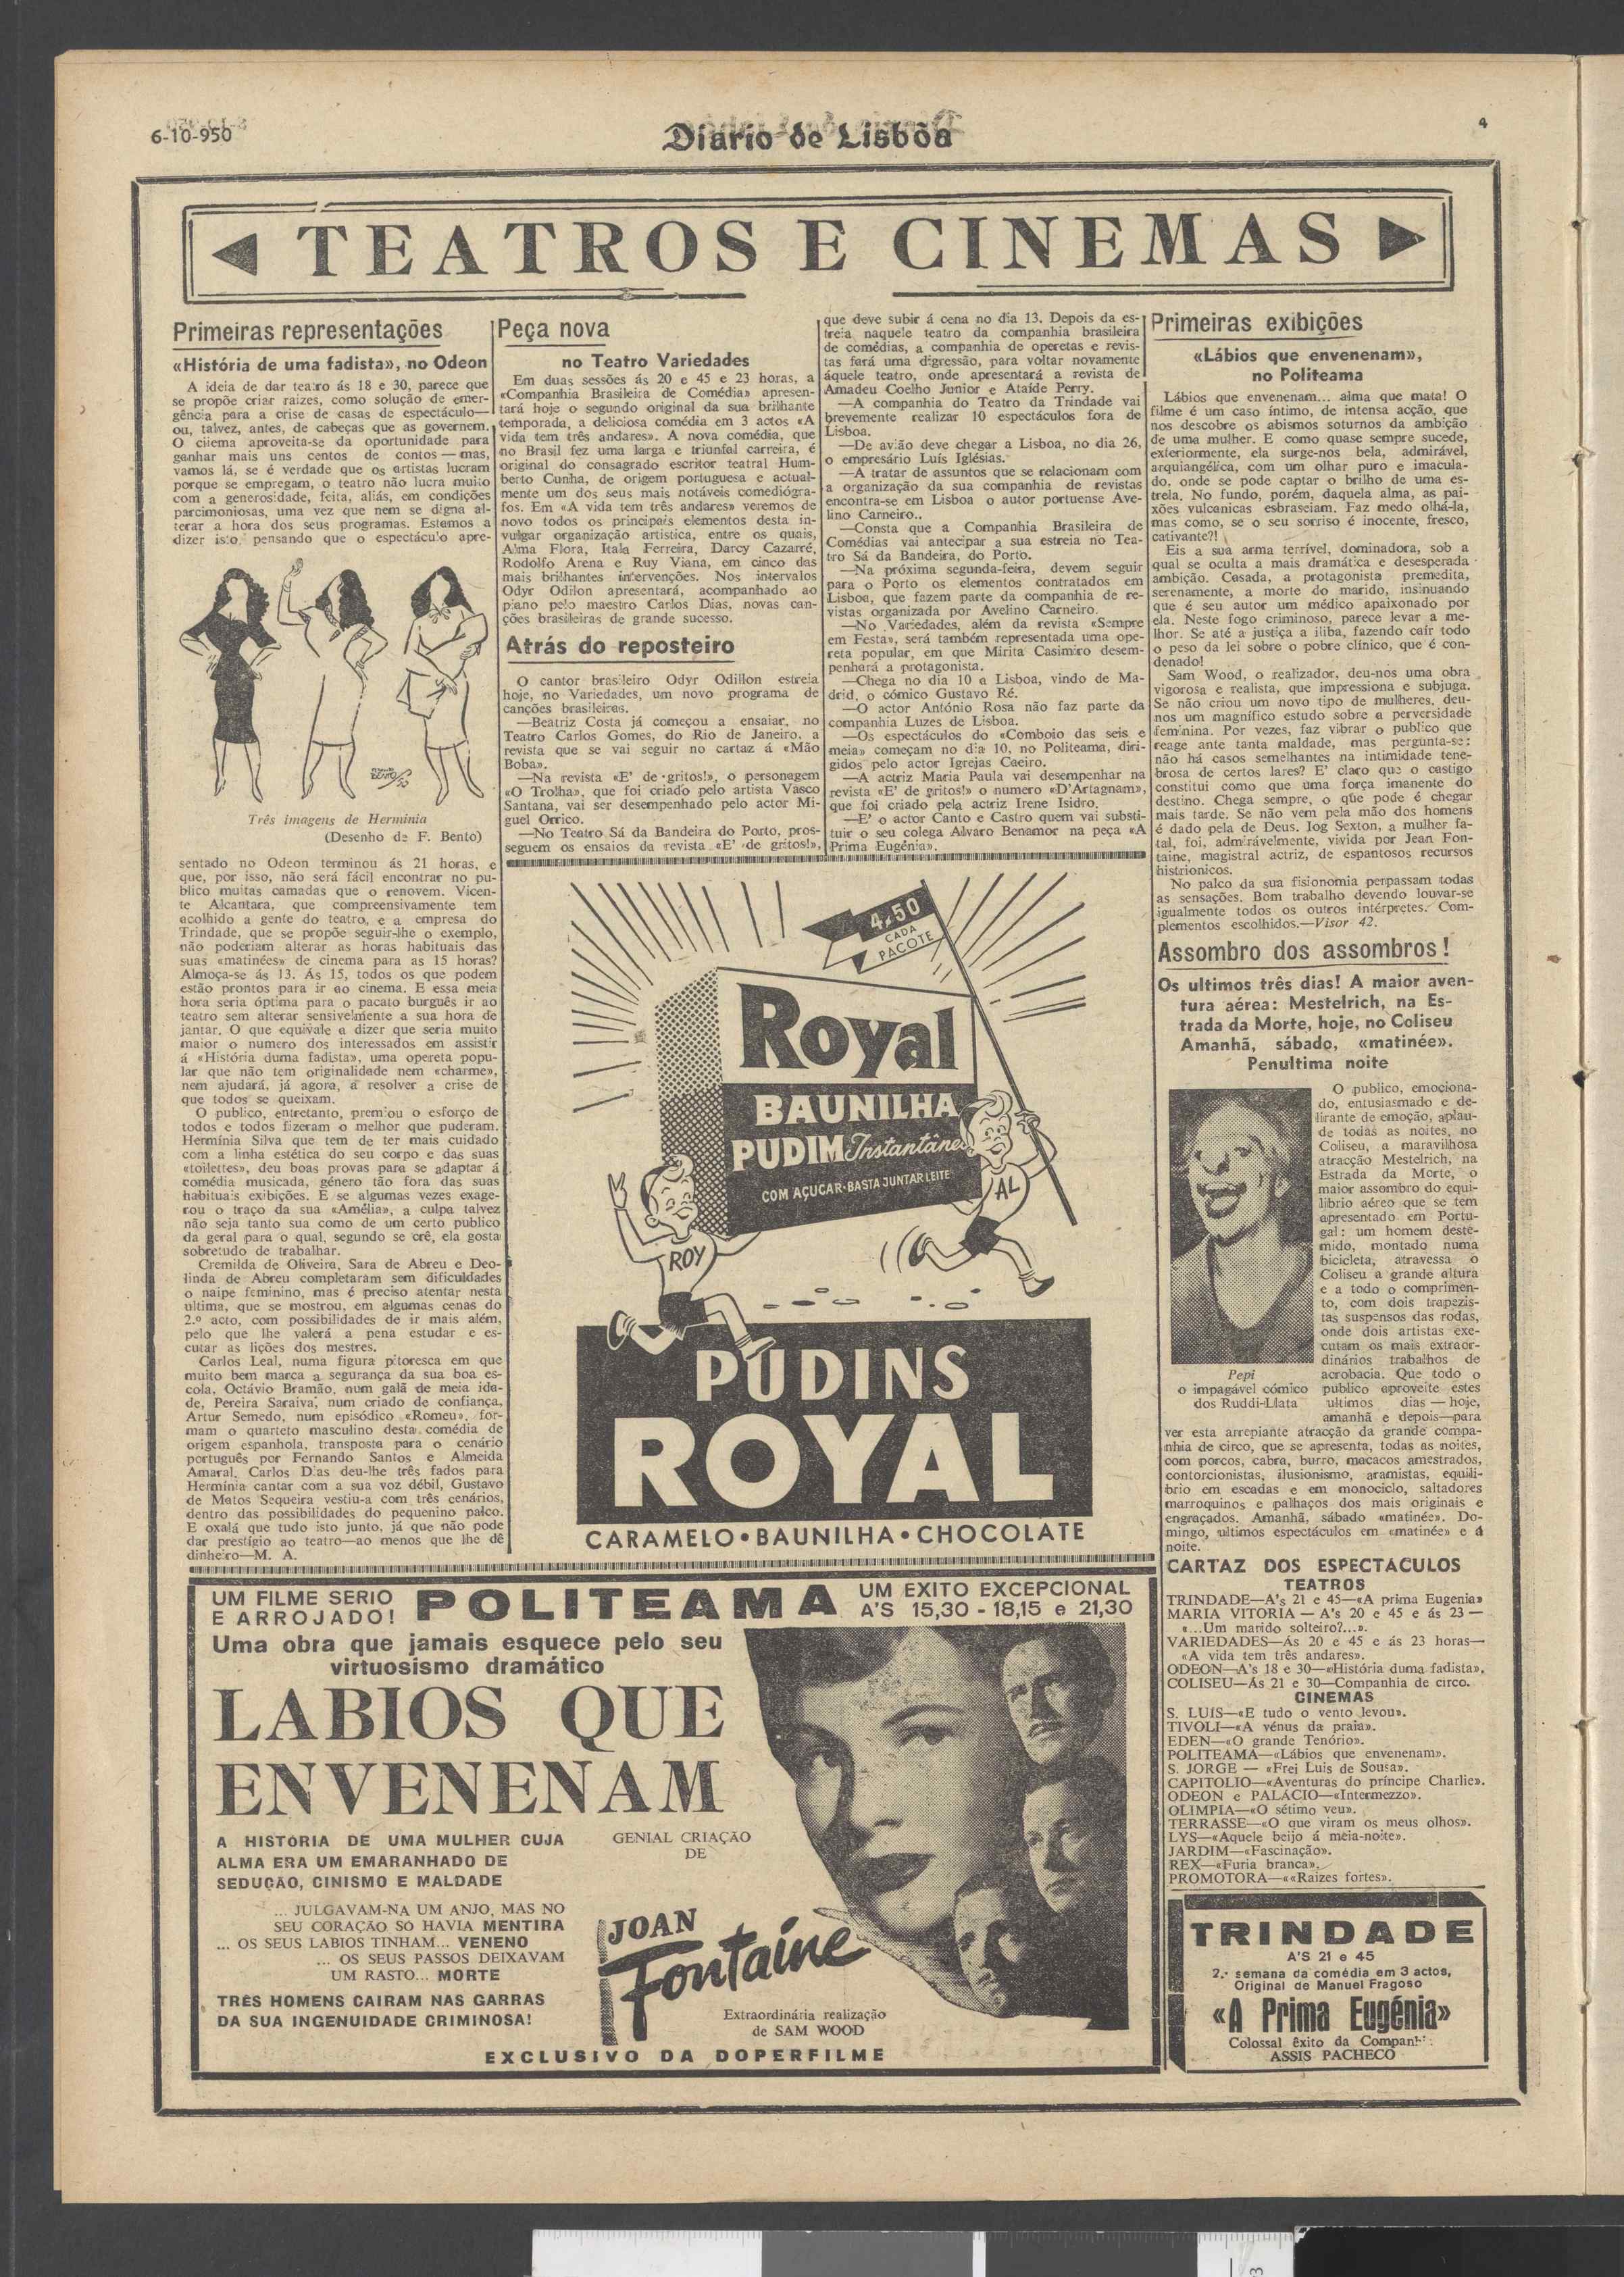 6-10-950
Diario de Lisbôa
4
TEATROS E CINEMAS
Primeiras representações
«História de uma fadista», no Odeon
A ideia de dar teatro ás 18 e 30, parece que
se propõe criar raízes, como solução de emer-
gência para a crise de casas de espectáculo—
ou, talvez, antes, de cabeças que as governem.
O cinema aproveita-se da oportunidade para
ganhar mais uns centos de contos — mas,
vamos lá, se é verdade que os artistas lucram
porque se empregam, o teatro não lucra muito
com a generosidade, feita, aliás, em condições
parcimoniosas, uma vez que nem se digna al-
terar a hora dos seus programas. Estamos a
dizer isto, pensando que o espectáculo apre-
Três imagens de Hermínia
(Desenho de F. Bento)
sentado no Odeon terminou ás 21 horas, e
que, por isso, não será fácil encontrar no pu-
blico muitas camadas que o renovem. Vicen-
te Alcantara, que compreensivamente tem
acolhido a gente do teatro, e a empresa do
Trindade, que se propõe seguir-lhe o exemplo,
não poderiam alterar as horas habituais das
suas «matinées» de cinema para as 15 horas?
Almoça-se ás 13. Ás 15, todos os que podem
estão prontos para ir ao cinema. E essa meia
hora seria óptima para o pacato burguês ir ao
teatro sem alterar sensivelmente a sua hora de
jantar. O que equivale a dizer que seria muito
maior o numero dos interessados em assistir
á «História duma fadista», uma opereta popu-
lar que não tem originalidade nem «charme»,
nem ajudará, já agora, a resolver a crise de
que todos se queixam.
O publico, entretanto, premiou o esforço de
todos e todos fizeram o melhor que puderam.
Hermínia Silva que tem de ter mais cuidado
com a linha estética do seu corpo e das suas
«toilettes», deu boas provas para se adaptar á
comédia musicada, género tão fora das suas
habituais exibições. E se algumas vezes exage-
rou o traço da sua «Amélia», a culpa talvez
não seja tanto sua como de um certo publico
da geral para o qual, segundo se crê, ela gosta
sobretudo de trabalhar.
Cremilda de Oliveira, Sara de Abreu e Deo-
linda de Abreu completaram sem dificuldades
o naipe feminino, mas é preciso atentar nesta
ultima, que se mostrou, em algumas cenas do
2.º acto, com possibilidades de ir mais além,
pelo que lhe valerá a pena estudar e es-
cutar as lições dos mestres.
Carlos Leal, numa figura pitoresca em que
muito bem marca a segurança da sua boa es-
cola, Octávio Bramão, num galã de meia ida-
de, Pereira Saraiva, num criado de confiança,
Artur Semedo, num episódico «Romeu», for-
mam o quarteto masculino desta comédia de
origem espanhola, transposta para o cenário
português por Fernando Santos e Almeida
Amaral. Carlos Dias deu-lhe três fados para
Hermínia cantar com a sua voz débil, Gustavo
de Matos Sequeira vestiu-a com três cenários,
dentro das possibilidades do pequenino palco.
E oxalá que tudo isto junto, já que não pode
dar prestígio ao teatro—ao menos que lhe dê
dinheiro—M. A.
Peça nova
no Teatro Variedades
Em duas sessões ás 20 e 45 e 23 horas, a
«Companhia Brasileira de Comédia» apresen-
tará hoje o segundo original da sua brilhante
temporada, a deliciosa comédia em 3 actos «A
vida tem três andares». A nova comédia, que
no Brasil fez uma larga e triunfal carreira, é
original do consagrado escritor teatral Hum-
berto Cunha, de origem portuguesa e actual-
mente um dos seus mais notáveis comediógra-
fos. Em «A vida tem três andares» veremos de
novo todos os principais elementos desta in-
vulgar organização artistica, entre os quais,
Alma Flora, Itala Ferreira, Darcy Cazarré,
Rodolfo Arena e Ruy Viana, em cinco das
mais brilhantes intervenções. Nos intervalos
Odyr Odilon apresentará, acompanhado ao
piano pelo maestro Carlos Dias, novas can-
ções brasileiras de grande sucesso.
Atrás do reposteiro
O cantor brasileiro Odyr Odillon estreia
hoje, no Variedades, um novo programa de
canções brasileiras.
—Beatriz Costa já começou a ensaiar, no
Teatro Carlos Gomes, do Rio de Janeiro, a
revista que se vai seguir no cartaz á «Mão
Boba».
—Na revista «E' de gritos!», o personagem
«O Trolha», que foi criado pelo artista Vasco
Santana, vai ser desempenhado pelo actor Mi-
guel Orrico.
—No Teatro Sá da Bandeira do Porto, pros-
seguem os ensaios da revista «E' de gritos!»,
que deve subir á cena no dia 13. Depois da es-
treia naquele teatro da companhia brasileira
de comédias, a companhia de operetas e revis-
tas fará uma digressão, para voltar novamente
áquele teatro, onde apresentará a revista de
Amadeu Coelho Junior e Ataíde Perry.
—A companhia do Teatro da Trindade vai
brevemente realizar 10 espectáculos fora de
Lisboa.
—De avião deve chegar a Lisboa, no dia 26,
o empresário Luís Iglésias.
—A tratar de assuntos que se relacionam com
a organização da sua companhia de revistas
encontra-se em Lisboa o autor portuense Ave-
lino Carneiro..
—Consta que a Companhia Brasileira de
Comédias vai antecipar a sua estreia no Tea-
tro Sá da Bandeira, do Porto.
—Na próxima segunda-feira, devem seguir
para o Porto os elementos contratados em
Lisboa, que fazem parte da companhia de re-
vistas organizada por Avelino Carneiro.
—No Variedades, além da revista «Sempre
em Festa», será também representada uma ope-
reta popular, em que Mirita Casimiro desem-
penhará a protagonista.
—Chega no dia 10 a Lisboa, vindo de Ma-
drid, o cómico Gustavo Ré.
—O actor António Rosa não faz parte da
companhia Luzes de Lisboa.
—Os espectáculos do «Comboio das seis e
meia» começam no dia 10, no Politeama, diri-
gidos pelo actor Igrejas Caeiro.
—A actriz Maria Paula vai desempenhar na
revista «E' de gritos!» o numero «D'Artagnam»,
que foi criado pela actriz Irene Isidro.
—E' o actor Canto e Castro quem vai substi-
tuir o seu colega Alvaro Benamor na peça «A
Prima Eugénia».
4,50
CADA
PACOTE
Royal
BAUNILHA
PUDIM Instantâneo
COM AÇUCAR·BASTA JUNTAR LEITE
ROY
AL
PUDINS
ROYAL
CARAMELO • BAUNILHA • CHOCOLATE
Primeiras exibições
«Lábios que envenenam»,
no Politeama
Lábios que envenenam... alma que mata! O
filme é um caso íntimo, de intensa acção, que
nos descobre os abismos soturnos da ambição
de uma mulher. E como quase sempre sucede,
exteriormente, ela surge-nos bela, admirável,
arquiangélica, com um olhar puro e imacula-
do, onde se pode captar o brilho de uma es-
trela. No fundo, porém, daquela alma, as pai-
xões vulcanicas esbraseiam. Faz medo olhá-la,
mas como, se o seu sorriso é inocente, fresco,
cativante?!
Eis a sua arma terrível, dominadora, sob a
qual se oculta a mais dramática e desesperada
ambição. Casada, a protagonista premedita,
serenamente, a morte do marido, insinuando
que é seu autor um médico apaixonado por
ela. Neste fogo criminoso, parece levar a me-
lhor. Se até a justiça a iliba, fazendo caír todo
o peso da lei sobre o pobre clínico, que é con-
denado!
Sam Wood, o realizador, deu-nos uma obra
vigorosa e realista, que impressiona e subjuga.
Se não criou um novo tipo de mulheres, deu-
nos um magnífico estudo sobre a perversidade
feminina. Por vezes, faz vibrar o publico que
reage ante tanta maldade, mas pergunta-se:
não há casos semelhantes na intimidade tene-
brosa de certos lares? E' claro que o castigo
constitui como que uma força imanente do
destino. Chega sempre, o que pode é chegar
mais tarde. Se não vem pela mão dos homens
é dado pela de Deus. Iog Sexton, a mulher fa-
tal, foi, admiràvelmente, vivida por Jean Fon-
taine, magistral actriz, de espantosos recursos
histrionicos.
No palco da sua fisionomia perpassam todas
as sensações. Bom trabalho devendo louvar-se
igualmente todos os outros intérpretes. Com-
plementos escolhidos.—Visor 42.
Assombro dos assombros!
Os ultimos três dias! A maior aven-
tura aérea: Mestelrich, na Es-
trada da Morte, hoje, no Coliseu
Amanhã, sábado, «matinée».
Penultima noite
O publico, emociona-
do, entusiasmado e de-
lirante de emoção, aplau-
de todas as noites, no
Coliseu, a maravilhosa
atracção Mestelrich, na
Estrada da Morte, o
maior assombro do equi-
líbrio aéreo que se tem
apresentado em Portu-
gal: um homem deste-
mido, montado numa
bicicleta, atravessa o
Coliseu a grande altura
e a todo o comprimen-
to, com dois trapezis-
tas suspensos das rodas,
onde dois artistas exe-
cutam os mais extraor-
dinários trabalhos de
acrobacia. Que todo o
publico aproveite estes
ultimos dias — hoje,
amanhã e depois—para
Pepi
o impagável cómico
dos Ruddi-Llata
ver esta arrepiante atracção da grande compa-
nhia de circo, que se apresenta, todas as noites,
com porcos, cabra, burro, macacos amestrados,
contorcionistas, ilusionismo, aramistas, equilí-
brio em escadas e em monociclo, saltadores
marroquinos e palhaços dos mais originais e
engraçados. Amanhã, sábado «matinée». Do-
mingo, ultimos espectáculos em «matinée» e á
noite.
CARTAZ DOS ESPECTACULOS
TEATROS
TRINDADE—A's 21 e 45—«A prima Eugenia»
MARIA VITORIA — A's 20 e 45 e ás 23 —
«...Um marido solteiro?...».
VARIEDADES—Ás 20 e 45 e ás 23 horas—
«A vida tem três andares».
ODEON—A's 18 e 30—«História duma fadista».
COLISEU—Ás 21 e 30—Companhia de circo.
CINEMAS
S. LUÍS—«E tudo o vento levou».
TIVOLI—«A vénus da praia».
EDEN—«O grande Tenório».
POLITEAMA—«Lábios que envenenam».
S. JORGE — «Frei Luis de Sousa».
CAPITOLIO—«Aventuras do príncipe Charlie».
ODEON e PALÁCIO—«Intermezzo».
OLIMPIA—«O sétimo veu».
TERRASSE—«O que viram os meus olhos».
LYS—«Aquele beijo á meia-noite».
JARDIM—«Fascinação».
REX—«Furia branca».
PROMOTORA—««Raizes fortes».
UM FILME SERIO
E ARROJADO!
POLITEAMA
UM EXITO EXCEPCIONAL
A'S 15,30 - 18,15 e 21,30
Uma obra que jamais esquece pelo seu
virtuosismo dramático
LABIOS QUE
ENVENENAM
A HISTORIA DE UMA MULHER CUJA
ALMA ERA UM EMARANHADO DE
SEDUÇÃO, CINISMO E MALDADE
GENIAL CRIAÇÃO
DE
... JULGAVAM-NA UM ANJO, MAS NO
SEU CORAÇÃO SÓ HAVIA MENTIRA
... OS SEUS LABIOS TINHAM... VENENO
... OS SEUS PASSOS DEIXAVAM
UM RASTO... MORTE
TRES HOMENS CAIRAM NAS GARRAS
DA SUA INGENUIDADE CRIMINOSA!
JOAN
Fontaine
Extraordinária realização
de SAM WOOD
EXCLUSIVO DA DOPERFILME
TRINDADE
A'S 21 e 45
2.ª semana da comédia em 3 actos,
Original de Manuel Fragoso
«A Prima Eugénia»
Colossal êxito da
ASSIS PACHECO